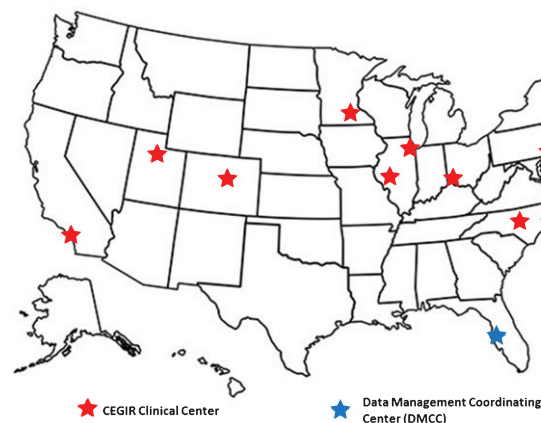 CEGIR Clinical Center
Data Management Coordinating
Center (DMCC)